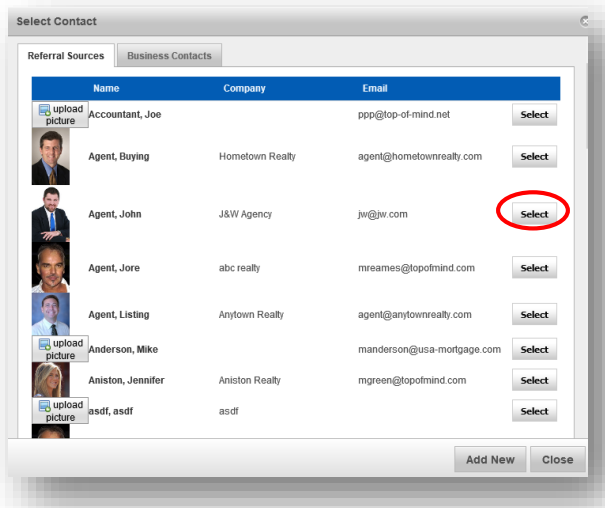 Select Contact
Referral Sources Business Contacts
Name Company Email
upload picture Accountant, Joe ppp@top-of-mind.net Select
Agent, Buying Hometown Realty agent@hometownrealty.com Select
Agent, John J&W Agency jw@jw.com Select
Agent, Jore abc realty mreames@topofmind.com Select
Agent, Listing Anytown Realty agent@anytownrealty.com Select
upload picture Anderson, Mike manderson@usa-mortgage.com Select
Aniston, Jennifer Aniston Realty mgreen@topofmind.com Select
upload picture asdf, asdf asdf Select
Add New Close